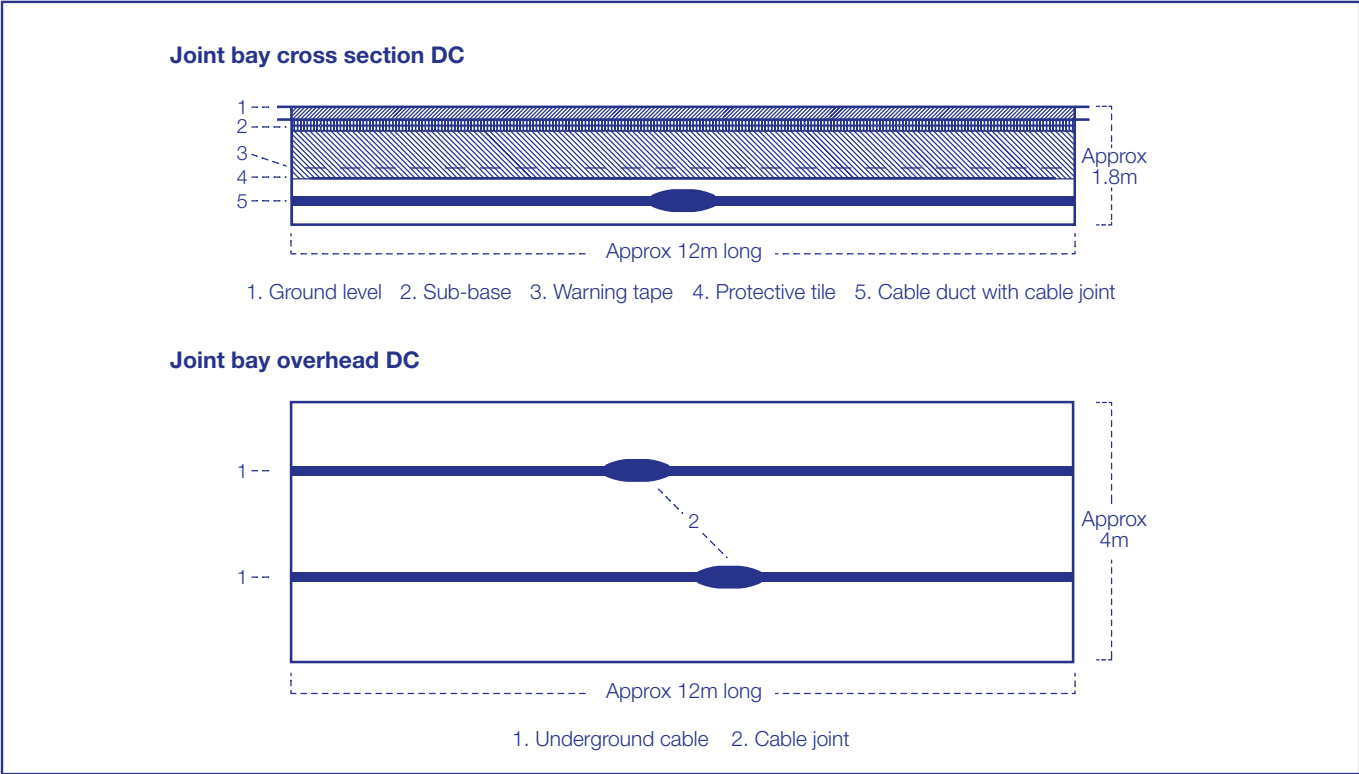 Joint bay cross section DC
1
2
3
4
5
Approx
1.8m
Approx 12m long
1. Ground level 2. Sub-base 3. Warning tape 4. Protective tile 5. Cable duct with cable joint
Joint bay overhead DC
1
2
1
Approx
4m
Approx 12m long
1. Underground cable 2. Cable joint